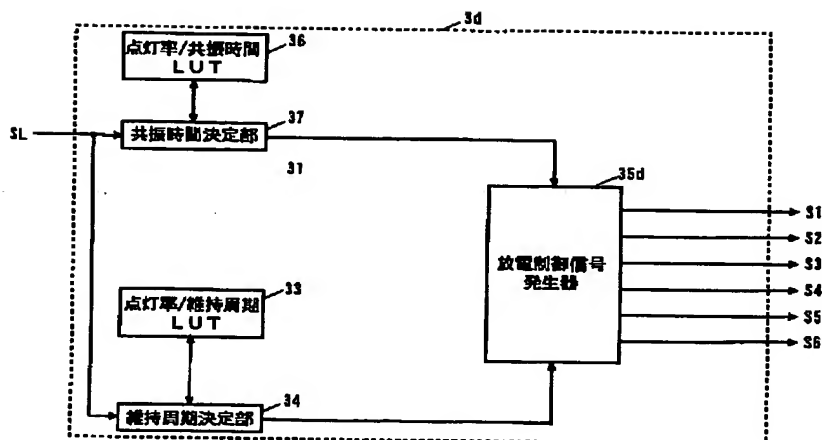 3d
点灯率/共振時間
LUT
36
SL
共振時間決定部
37
31
35d
放電制御信号
発生器
S1
S2
S3
S4
S5
S6
点灯率/維持周期
LUT
33
維持周期決定部
34